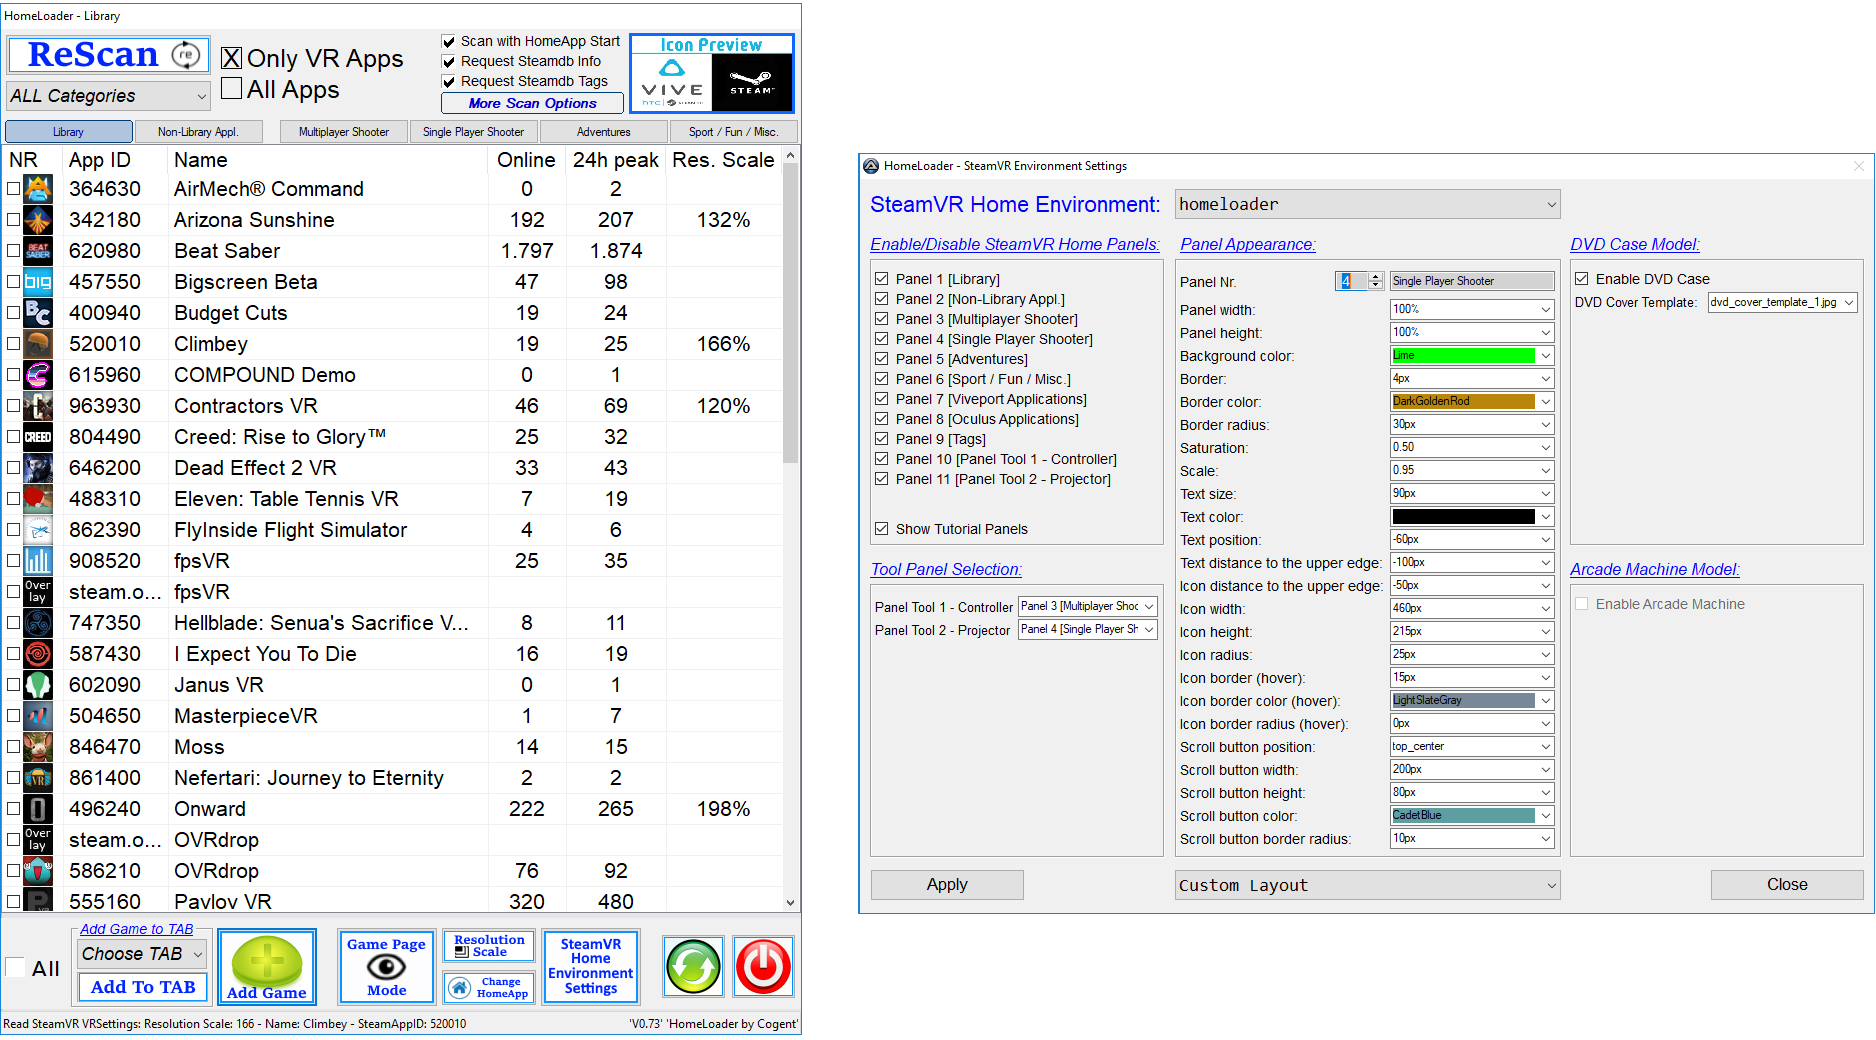 HomeLoader - Library
ReScan re
ALL Categories
X Only VR Apps
All Apps
Scan with HomeApp Start
Request Steamdb Info
Request Steamdb Tags
More Scan Options
Icon Preview
VIVE
STEAM
Library Non-Library Appl. Multiplayer Shooter Single Player Shooter Adventures Sport / Fun / Misc.
NR App ID Name Online 24h peak Res. Scale
364630 AirMech® Command 0 2
342180 Arizona Sunshine 192 207 132%
BEAT SABER 620980 Beat Saber 1.797 1.874
big 457550 Bigscreen Beta 47 98
BC 400940 Budget Cuts 19 24
520010 Climbey 19 25 166%
615960 COMPOUND Demo 0 1
963930 Contractors VR 46 69 120%
CREED 804490 Creed: Rise to Glory™ 25 32
646200 Dead Effect 2 VR 33 43
488310 Eleven: Table Tennis VR 7 19
862390 FlyInside Flight Simulator 4 6
908520 fpsVR 25 35
Over lay steam.o... fpsVR
747350 Hellblade: Senua's Sacrifice V... 8 11
587430 I Expect You To Die 16 19
602090 Janus VR 0 1
504650 MasterpieceVR 1 7
846470 Moss 14 15
VR 861400 Nefertari: Journey to Eternity 2 2
496240 Onward 222 265 198%
Over lay steam.o... OVRdrop
586210 OVRdrop 76 92
555160 Pavlov VR 320 480
All
Add Game to TAB
Choose TAB
Add To TAB
Add Game
Game Page
Mode
Resolution
Scale
Change
HomeApp
SteamVR
Home
Environment
Settings
Read SteamVR VRSettings: Resolution Scale: 166 - Name: Climbey - SteamAppID: 520010 'V0.73' 'HomeLoader by Cogent'
HomeLoader - SteamVR Environment Settings
SteamVR Home Environment: homeloader
Enable/Disable SteamVR Home Panels:
Panel 1 [Library]
Panel 2 [Non-Library Appl.]
Panel 3 [Multiplayer Shooter]
Panel 4 [Single Player Shooter]
Panel 5 [Adventures]
Panel 6 [Sport / Fun / Misc.]
Panel 7 [Viveport Applications]
Panel 8 [Oculus Applications]
Panel 9 [Tags]
Panel 10 [Panel Tool 1 - Controller]
Panel 11 [Panel Tool 2 - Projector]
Show Tutorial Panels
Tool Panel Selection:
Panel Tool 1 - Controller Panel 3 [Multiplayer Shoc
Panel Tool 2 - Projector Panel 4 [Single Player Sh
Apply
Panel Appearance:
Panel Nr. 4 Single Player Shooter
Panel width: 100%
Panel height: 100%
Background color: Lime
Border: 4px
Border color: DarkGoldenRod
Border radius: 30px
Saturation: 0.50
Scale: 0.95
Text size: 90px
Text color:
Text position: -60px
Text distance to the upper edge: -100px
Icon distance to the upper edge: -50px
Icon width: 460px
Icon height: 215px
Icon radius: 25px
Icon border (hover): 15px
Icon border color (hover): LightSlateGray
Icon border radius (hover): 0px
Scroll button position: top_center
Scroll button width: 200px
Scroll button height: 80px
Scroll button color: CadetBlue
Scroll button border radius: 10px
Custom Layout
DVD Case Model:
Enable DVD Case
DVD Cover Template: dvd_cover_template_1.jpg
Arcade Machine Model:
Enable Arcade Machine
Close